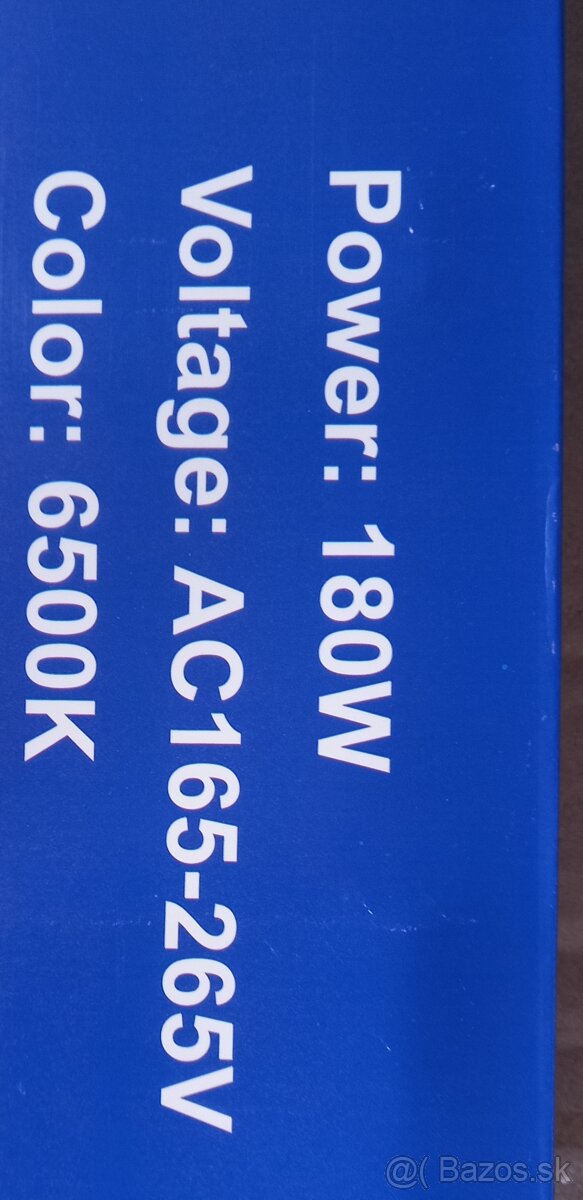 Power: 180W
Voltage: AC165-265V
Color: 6500K
@( Bazos.sk